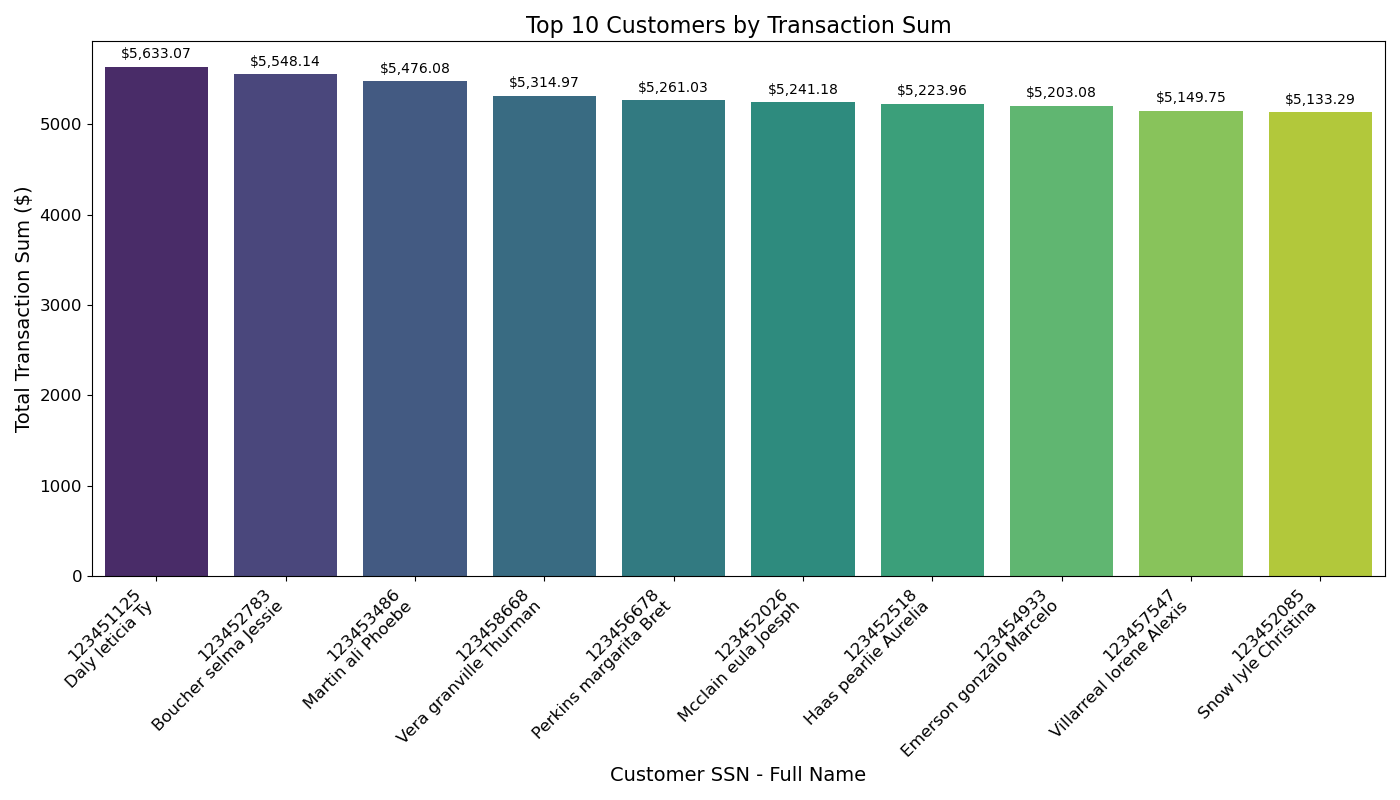 Top 10 Customers by Transaction Sum
$5,633.07
$5,548.14
$5,476.08
$5,314.97
$5,261.03
$5,241.18
$5,223.96
$5,203.08
$5,149.75
$5,133.29
Total Transaction Sum ($)
5000
4000
3000
2000
1000
0
123451125
Daly leticia Ty
123452783
Boucher selma Jessie
123453486
Martin ali Phoebe
123458668
Vera granville Thurman
123456678
Perkins margarita Bret
123452026
Mcclain eula Joesph
123452518
Haas pearlie Aurelia
123454933
Emerson gonzalo Marcelo
123457547
Villarreal lorene Alexis
123452085
Snow lyle Christina
Customer SSN - Full Name